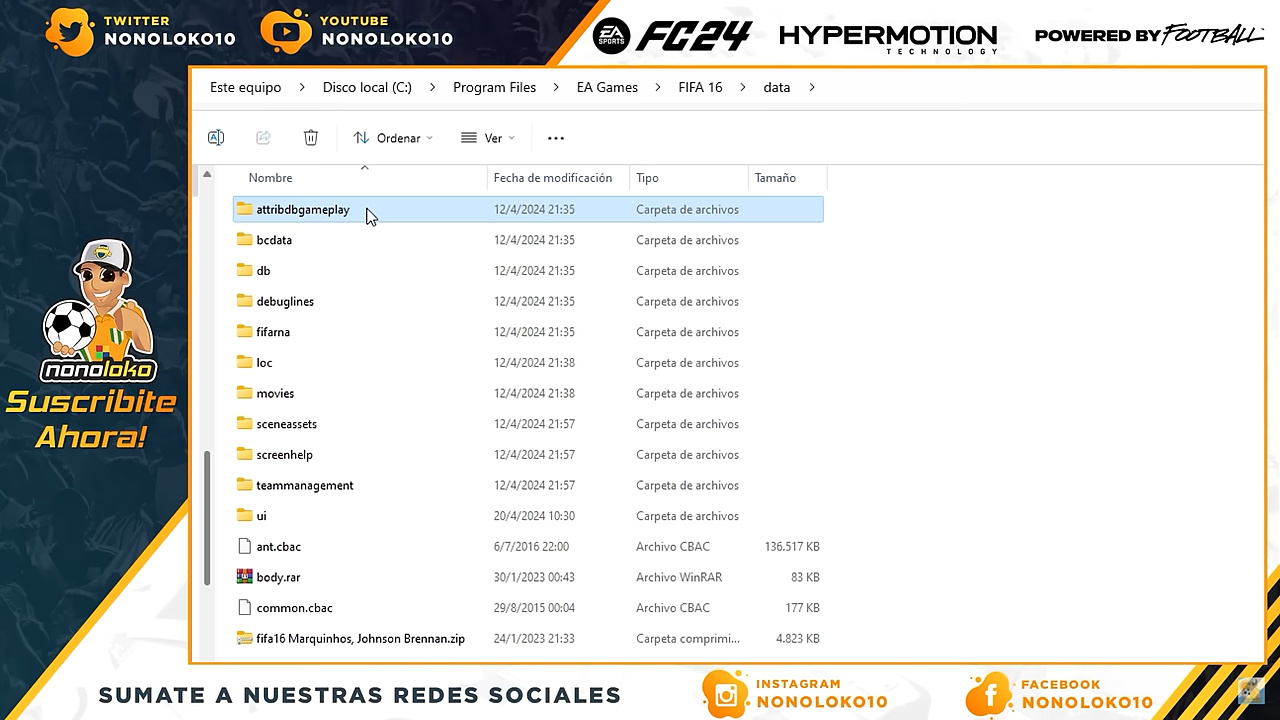 TWITTER
NONOLOKO10
YOUTUBE
NONOLOKO10
EA SPORTS FC24
HYPERMOTION
TECHNOLOGY
POWERED BY FOOTBALL
Este equipo > Disco local (C:) > Program Files > EA Games > FIFA 16 > data >
Ordenar Ver ...
Nombre Fecha de modificación Tipo Tamaño
attribdbgameplay 12/4/2024 21:35 Carpeta de archivos
bcdata 12/4/2024 21:35 Carpeta de archivos
db 12/4/2024 21:35 Carpeta de archivos
debuglines 12/4/2024 21:35 Carpeta de archivos
fifarna 12/4/2024 21:35 Carpeta de archivos
loc 12/4/2024 21:38 Carpeta de archivos
movies 12/4/2024 21:38 Carpeta de archivos
sceneassets 12/4/2024 21:57 Carpeta de archivos
screenhelp 12/4/2024 21:57 Carpeta de archivos
teammanagement 12/4/2024 21:57 Carpeta de archivos
ui 20/4/2024 10:30 Carpeta de archivos
ant.cbac 6/7/2016 22:00 Archivo CBAC 136.517 KB
body.rar 30/1/2023 00:43 Archivo WinRAR 83 KB
common.cbac 29/8/2015 00:04 Archivo CBAC 177 KB
fifa16 Marquinhos, Johnson Brennan.zip 24/1/2023 21:33 Carpeta comprimi... 4.823 KB
nonoloko
Suscribite
Ahora!
SUMATE A NUESTRAS REDES SOCIALES
INSTAGRAM
NONOLOKO10
FACEBOOK
NONOLOKO10